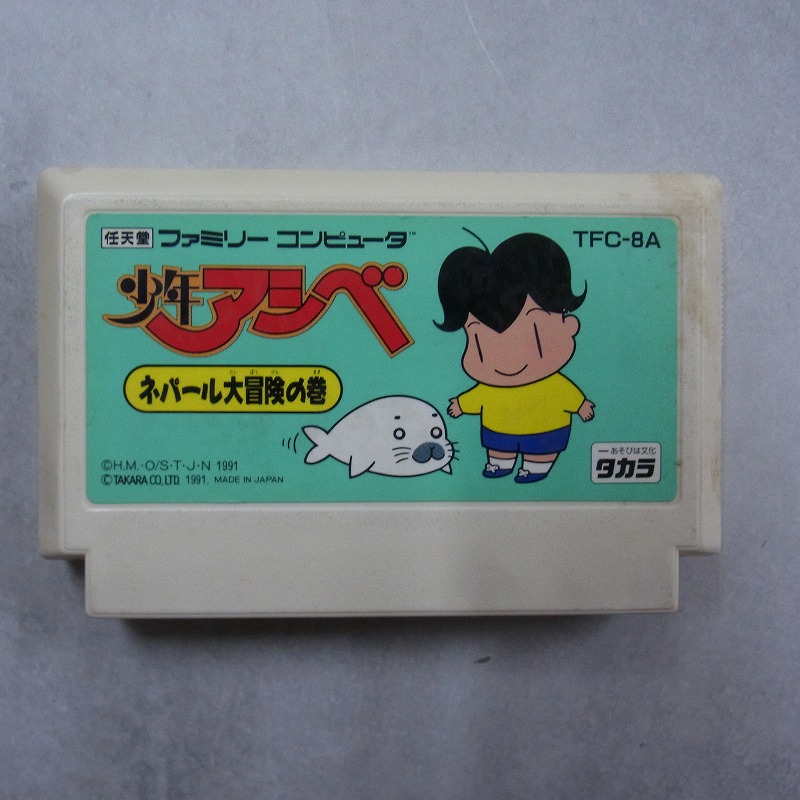 任天堂 ファミリー コンピュータ™ TFC-8A
少年アシベ
ネパール大冒険の巻
©H.M.・O/S・T・J・N 1991
©TAKARA CO.,LTD. 1991. MADE IN JAPAN
あそびは文化
タカラ